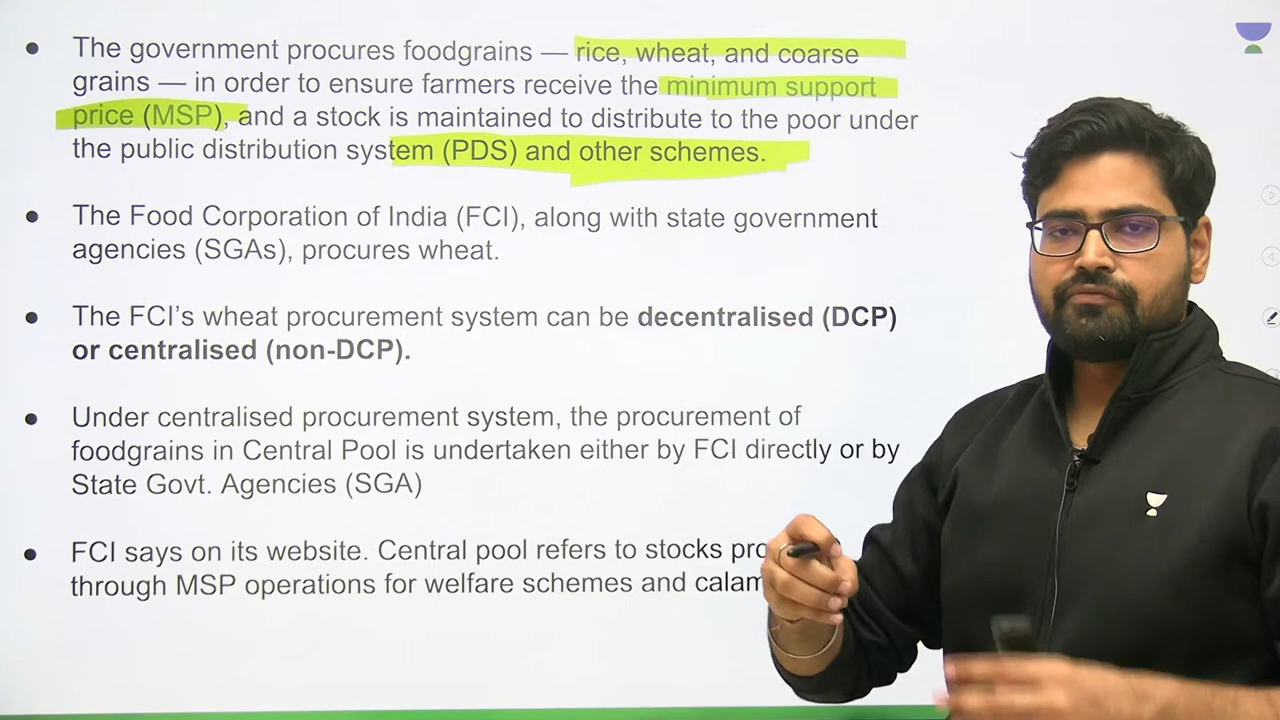 ● The government procures foodgrains — rice, wheat, and coarse
grains — in order to ensure farmers receive the minimum support
price (MSP), and a stock is maintained to distribute to the poor under
the public distribution system (PDS) and other schemes.
● The Food Corporation of India (FCI), along with state government
agencies (SGAs), procures wheat.
● The FCI’s wheat procurement system can be decentralised (DCP)
or centralised (non-DCP).
● Under centralised procurement system, the procurement of
foodgrains in Central Pool is undertaken either by FCI directly or by
State Govt. Agencies (SGA)
● FCI says on its website. Central pool refers to stocks
through MSP operations for welfare schemes and